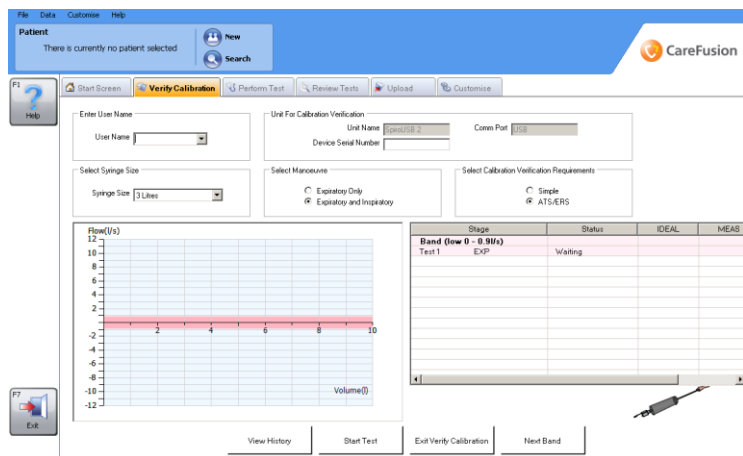 File Data Customise Help
Patient
There is currently no patient selected
New
Search
CareFusion
F1
Help
Start Screen Verify Calibration Perform Test Review Tests Upload Customise
Enter User Name
User Name
Unit For Calibration Verification
Unit Name SpiroUSB 2 Comm Port USB
Device Serial Number
Select Syringe Size
Syringe Size 3 Litres
Select Manoeuvre
Expiratory Only
Expiratory and Inspiratory
Select Calibration Verification Requirements
Simple
ATS/ERS
Flow(l/s)
12
10
8
6
4
2
2 4 6 8 10
-2
-4
-6
-8
-10
-12
Volume(l)
Stage Status IDEAL MEAS
Band (low 0 - 0.9l/s)
Test 1 EXP Waiting
F7
Exit
View History Start Test Exit Verify Calibration Next Band